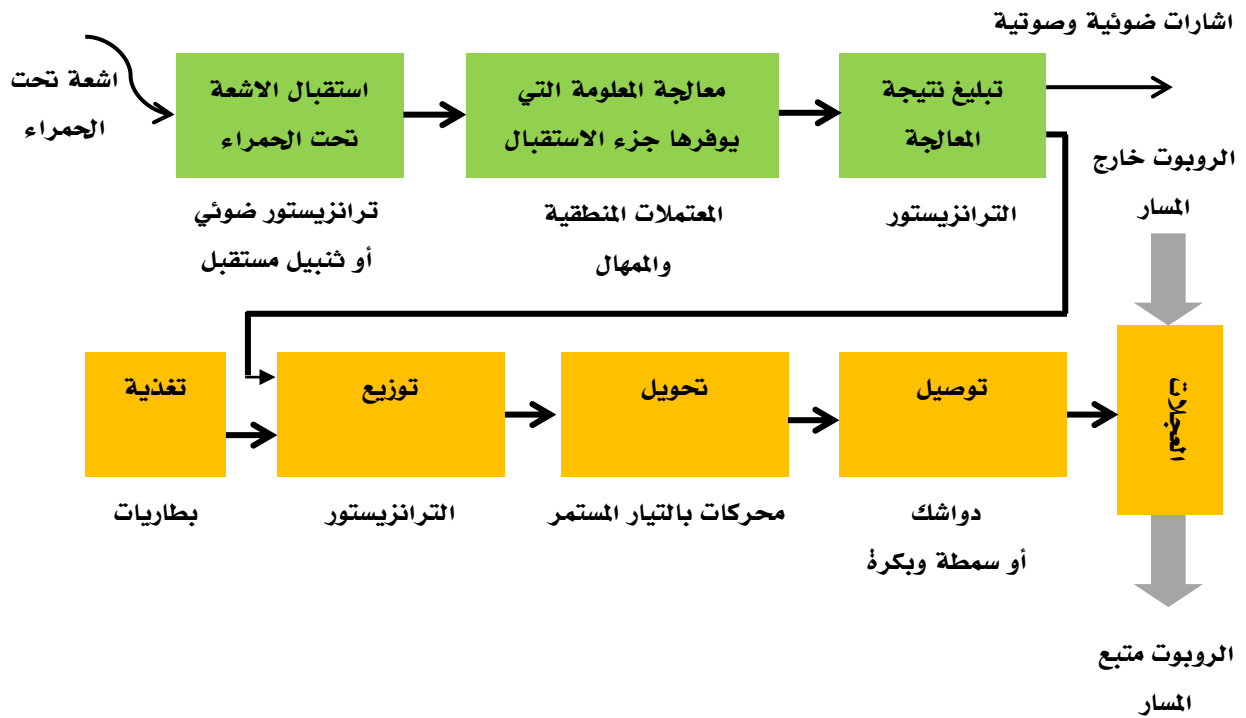 اشارات ضوئية وصوتية
اشعة تحت
الحمراء
استقبال الاشعة
تحت الحمراء
معالجة المعلومة التي
يوفرها جزء الاستقبال
تبليغ نتيجة
المعالجة
ترانزيستور ضوئي
أو ثنبيل مستقبل
المعتملات المنطقية
والممهال
الترانزيستور
الروبوت خارج
المسار
تغذية
توزيع
تحويل
توصيل
العجلات
بطاريات
الترانزيستور
محركات بالتيار المستمر
دواشك
أو سمطة وبكرة
الروبوت متبع
المسار